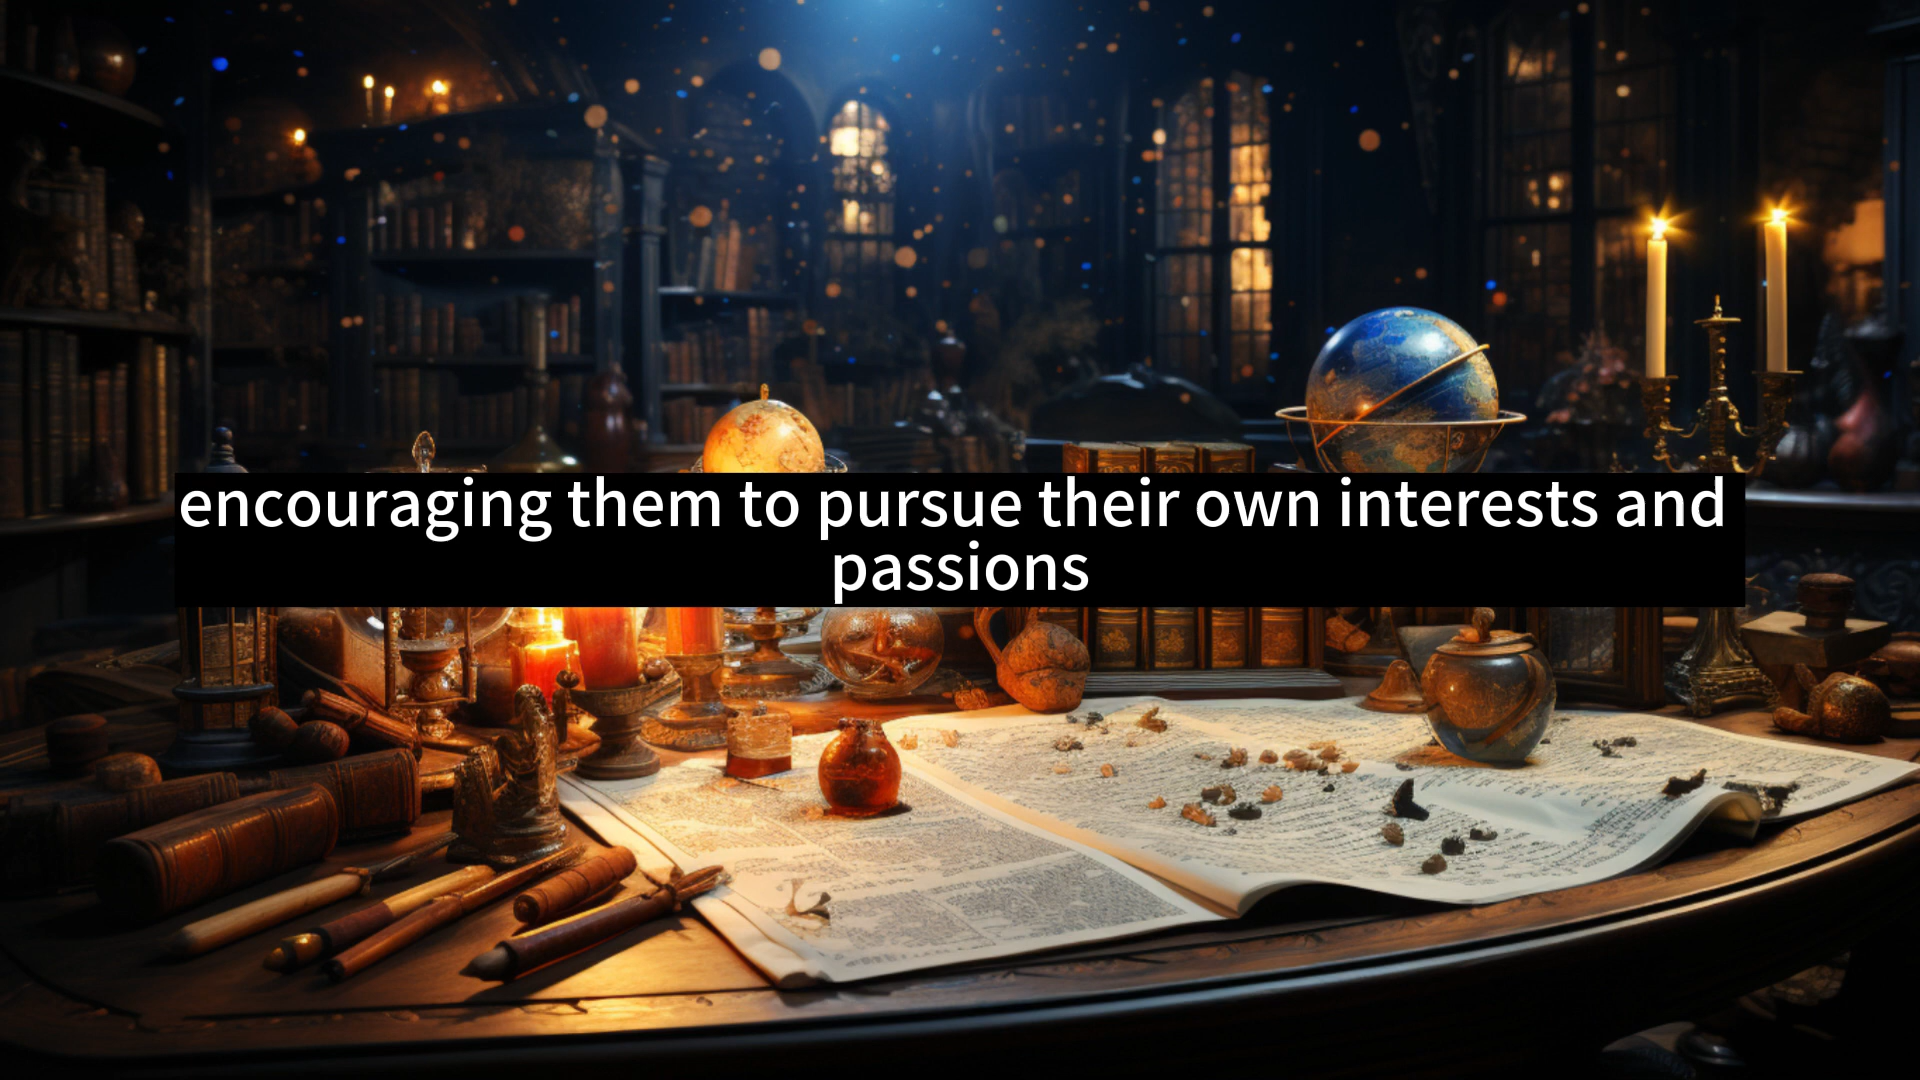 encouraging them to pursue their own interests and
passions